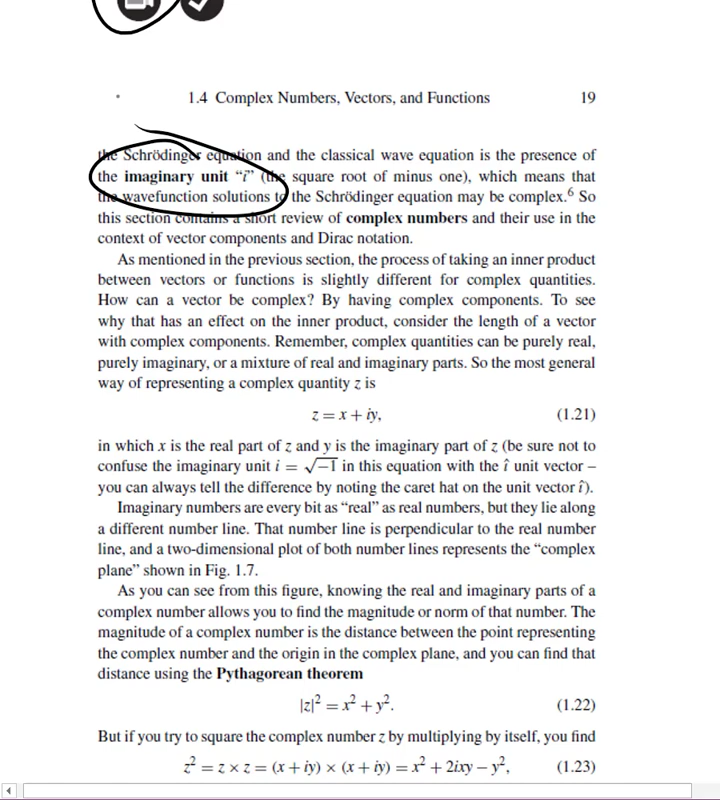 1.4 Complex Numbers, Vectors, and Functions 19
the Schrödinger equation and the classical wave equation is the presence of
the imaginary unit “i” (the square root of minus one), which means that
the wavefunction solutions to the Schrödinger equation may be complex.⁶ So
this section contains a short review of complex numbers and their use in the
context of vector components and Dirac notation.
As mentioned in the previous section, the process of taking an inner product
between vectors or functions is slightly different for complex quantities.
How can a vector be complex? By having complex components. To see
why that has an effect on the inner product, consider the length of a vector
with complex components. Remember, complex quantities can be purely real,
purely imaginary, or a mixture of real and imaginary parts. So the most general
way of representing a complex quantity z is
z = x + iy, (1.21)
in which x is the real part of z and y is the imaginary part of z (be sure not to
confuse the imaginary unit i = √−1 in this equation with the î unit vector –
you can always tell the difference by noting the caret hat on the unit vector î).
Imaginary numbers are every bit as “real” as real numbers, but they lie along
a different number line. That number line is perpendicular to the real number
line, and a two-dimensional plot of both number lines represents the “complex
plane” shown in Fig. 1.7.
As you can see from this figure, knowing the real and imaginary parts of a
complex number allows you to find the magnitude or norm of that number. The
magnitude of a complex number is the distance between the point representing
the complex number and the origin in the complex plane, and you can find that
distance using the Pythagorean theorem
|z|² = x² + y². (1.22)
But if you try to square the complex number z by multiplying by itself, you find
z² = z × z = (x + iy) × (x + iy) = x² + 2ixy − y², (1.23)